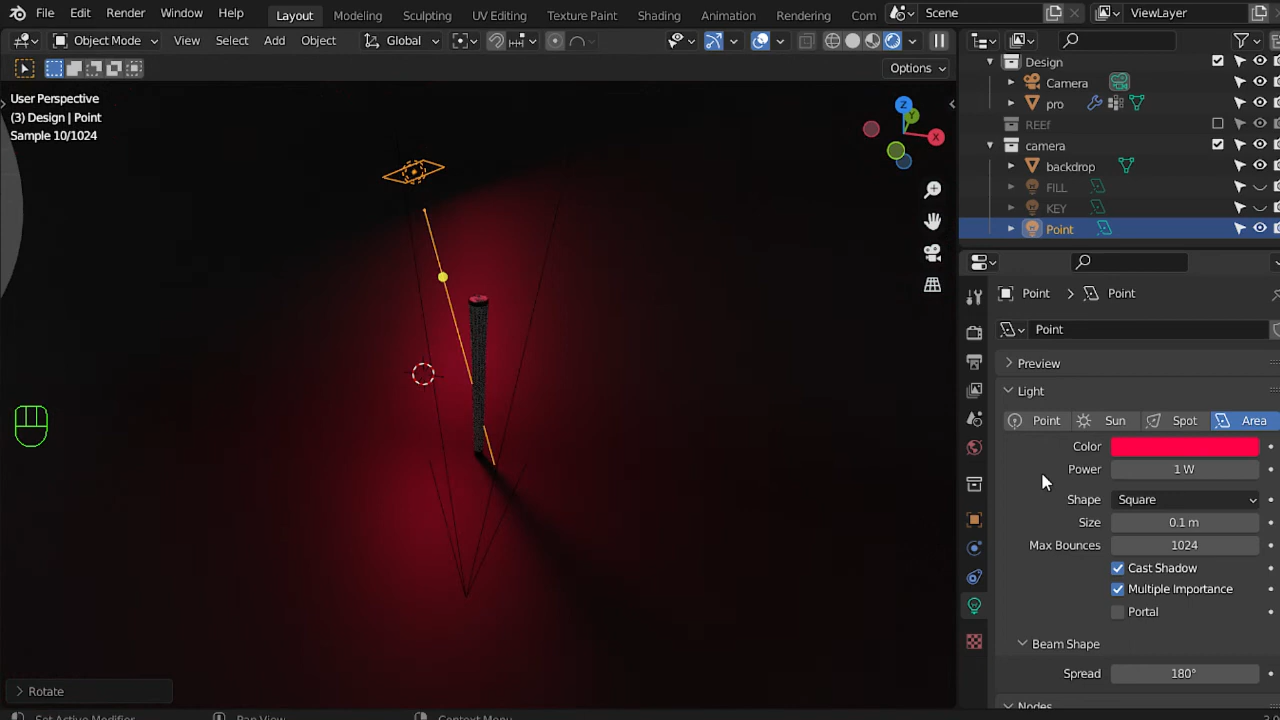 File Edit Render Window Help Layout Modeling Sculpting UV Editing Texture Paint Shading Animation Rendering Com Scene ViewLayer
Object Mode View Select Add Object Global
Options
User Perspective
(3) Design | Point
Sample 10/1024
Z
Y
X
Rotate
Design
Camera
pro
REEf
camera
backdrop
FILL
KEY
Point
Point > Point
Point
Preview
Light
Point Sun Spot Area
Color
Power 1 W
Shape Square
Size 0.1 m
Max Bounces 1024
Cast Shadow
Multiple Importance
Portal
Beam Shape
Spread 180°
Nodes
Set Active Modifier Pan View Context Menu